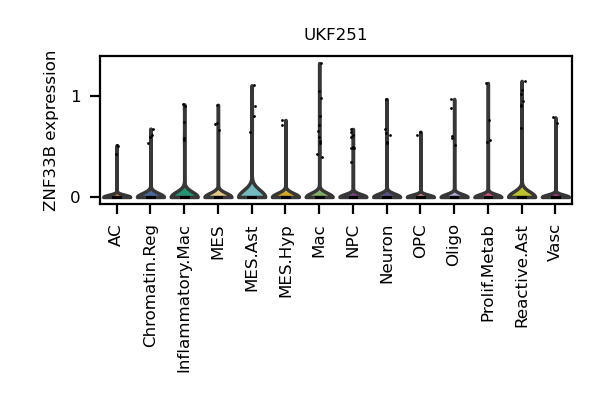 UKF251
ZNF33B expression
1
0
AC
Chromatin.Reg
Inflammatory.Mac
MES
MES.Ast
MES.Hyp
Mac
NPC
Neuron
OPC
Oligo
Prolif.Metab
Reactive.Ast
Vasc